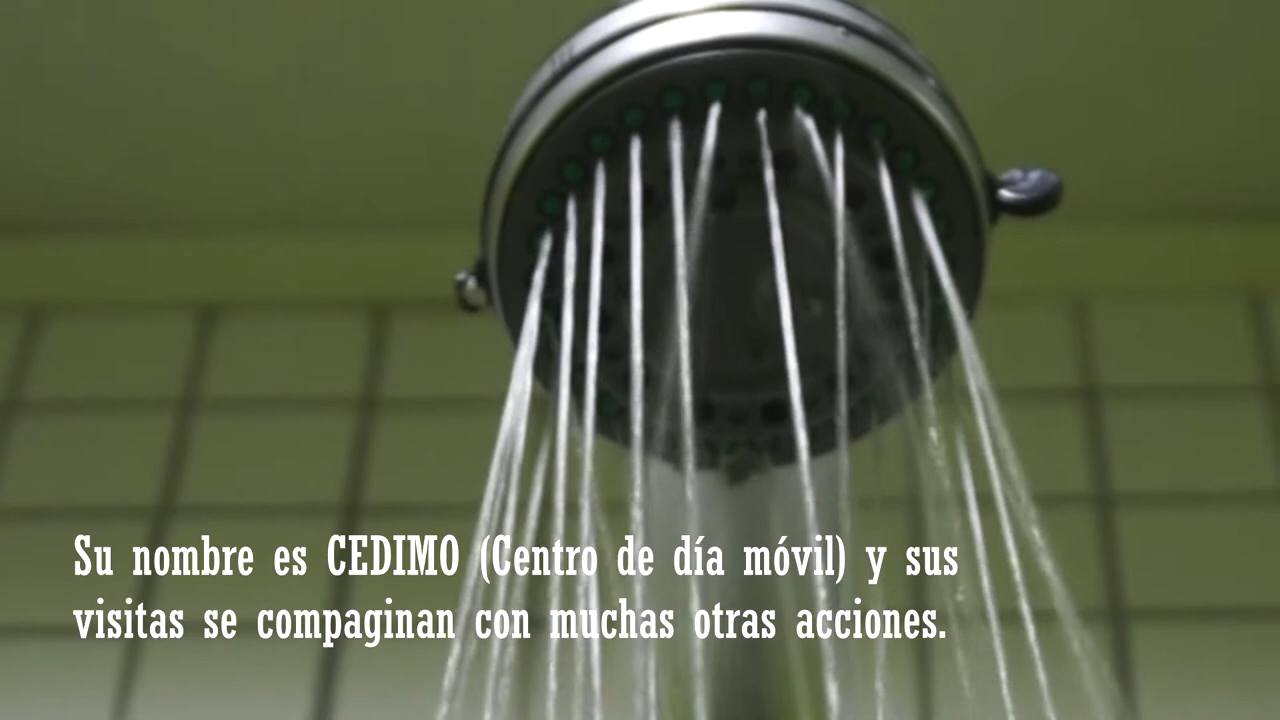 Su nombre es CEDIMO (Centro de día móvil) y sus
visitas se compaginan con muchas otras acciones.